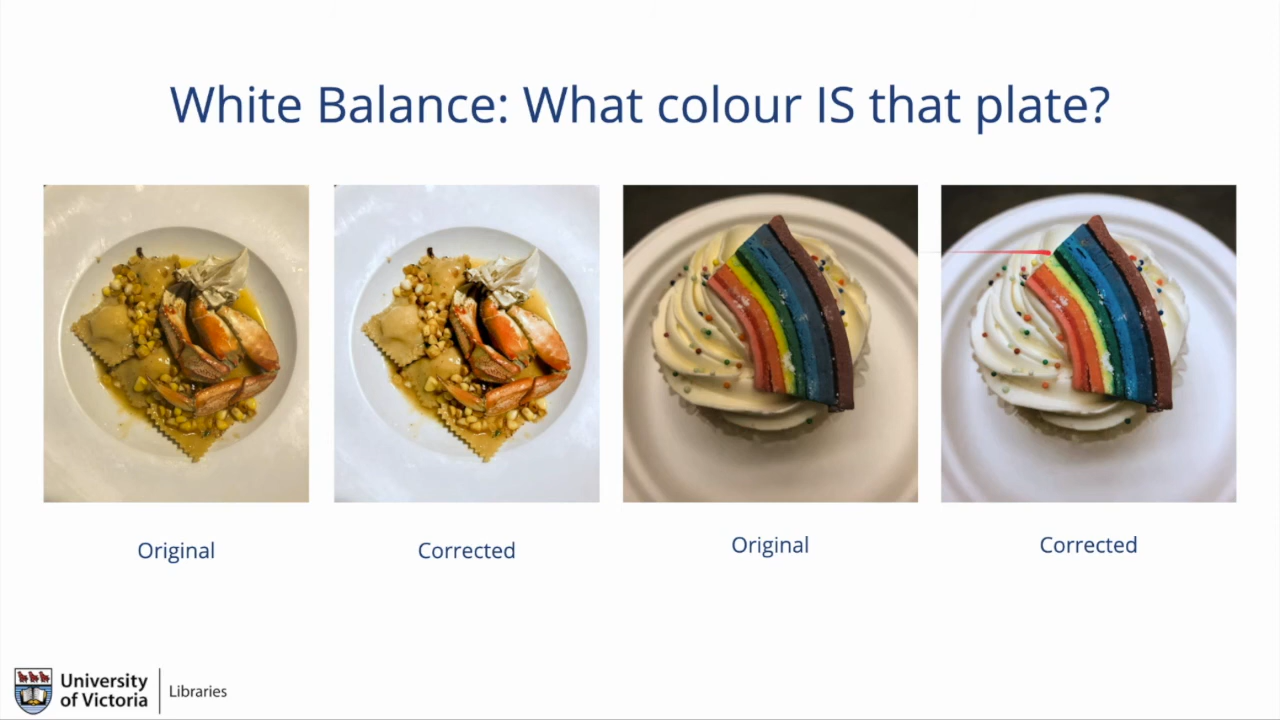 White Balance: What colour IS that plate?
Original
Corrected
Original
Corrected
University
of Victoria
Libraries